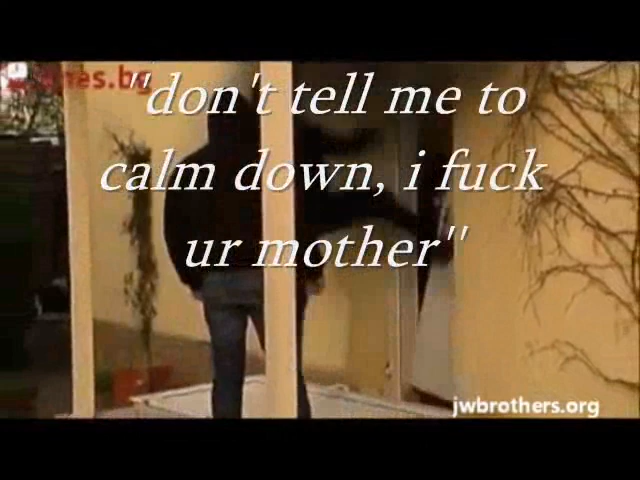 "don't tell me to
calm down, i fuck
ur mother"
jwbrothers.org